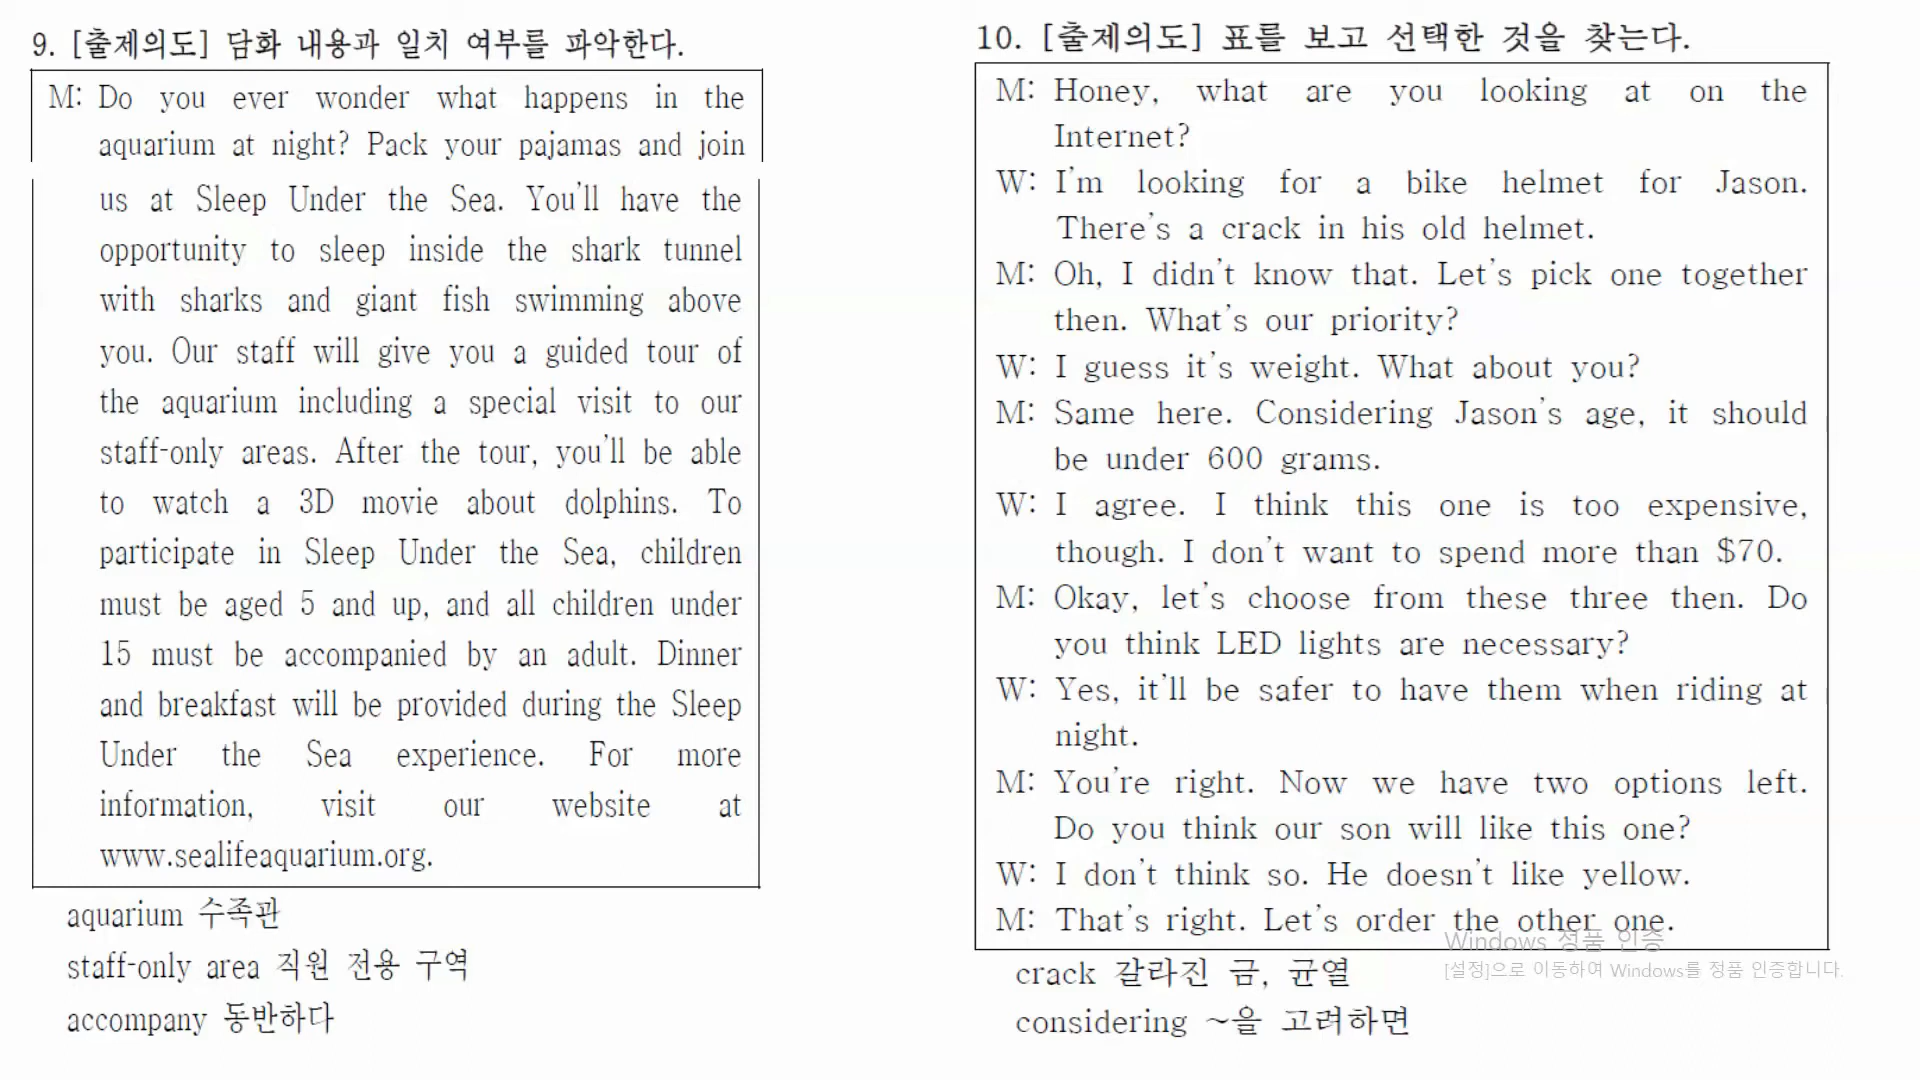 9. [출제의도] 담화 내용과 일치 여부를 파악한다.
M: Do you ever wonder what happens in the
aquarium at night? Pack your pajamas and join
us at Sleep Under the Sea. You'll have the
opportunity to sleep inside the shark tunnel
with sharks and giant fish swimming above
you. Our staff will give you a guided tour of
the aquarium including a special visit to our
staff-only areas. After the tour, you'll be able
to watch a 3D movie about dolphins. To
participate in Sleep Under the Sea, children
must be aged 5 and up, and all children under
15 must be accompanied by an adult. Dinner
and breakfast will be provided during the Sleep
Under the Sea experience. For more
information, visit our website at
www.sealifeaquarium.org.
aquarium 수족관
staff-only area 직원 전용 구역
accompany 동반하다
10. [출제의도] 표를 보고 선택한 것을 찾는다.
M: Honey, what are you looking at on the
Internet?
W: I'm looking for a bike helmet for Jason.
There's a crack in his old helmet.
M: Oh, I didn't know that. Let's pick one together
then. What's our priority?
W: I guess it's weight. What about you?
M: Same here. Considering Jason's age, it should
be under 600 grams.
W: I agree. I think this one is too expensive,
though. I don't want to spend more than $70.
M: Okay, let's choose from these three then. Do
you think LED lights are necessary?
W: Yes, it'll be safer to have them when riding at
night.
M: You're right. Now we have two options left.
Do you think our son will like this one?
W: I don't think so. He doesn't like yellow.
M: That's right. Let's order the other one.
Windows 정품 인증
[설정]으로 이동하여 Windows를 정품 인증합니다.
crack 갈라진 금, 균열
considering ~을 고려하면